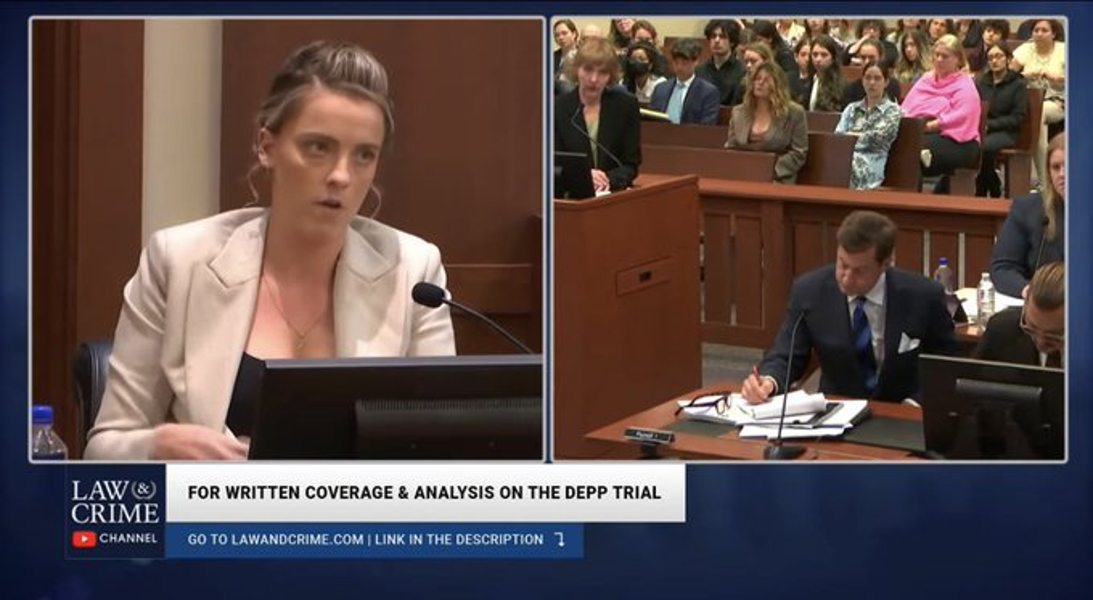 LAW &
CRIME
CHANNEL
FOR WRITTEN COVERAGE & ANALYSIS ON THE DEPP TRIAL
GO TO LAWANDCRIME.COM | LINK IN THE DESCRIPTION